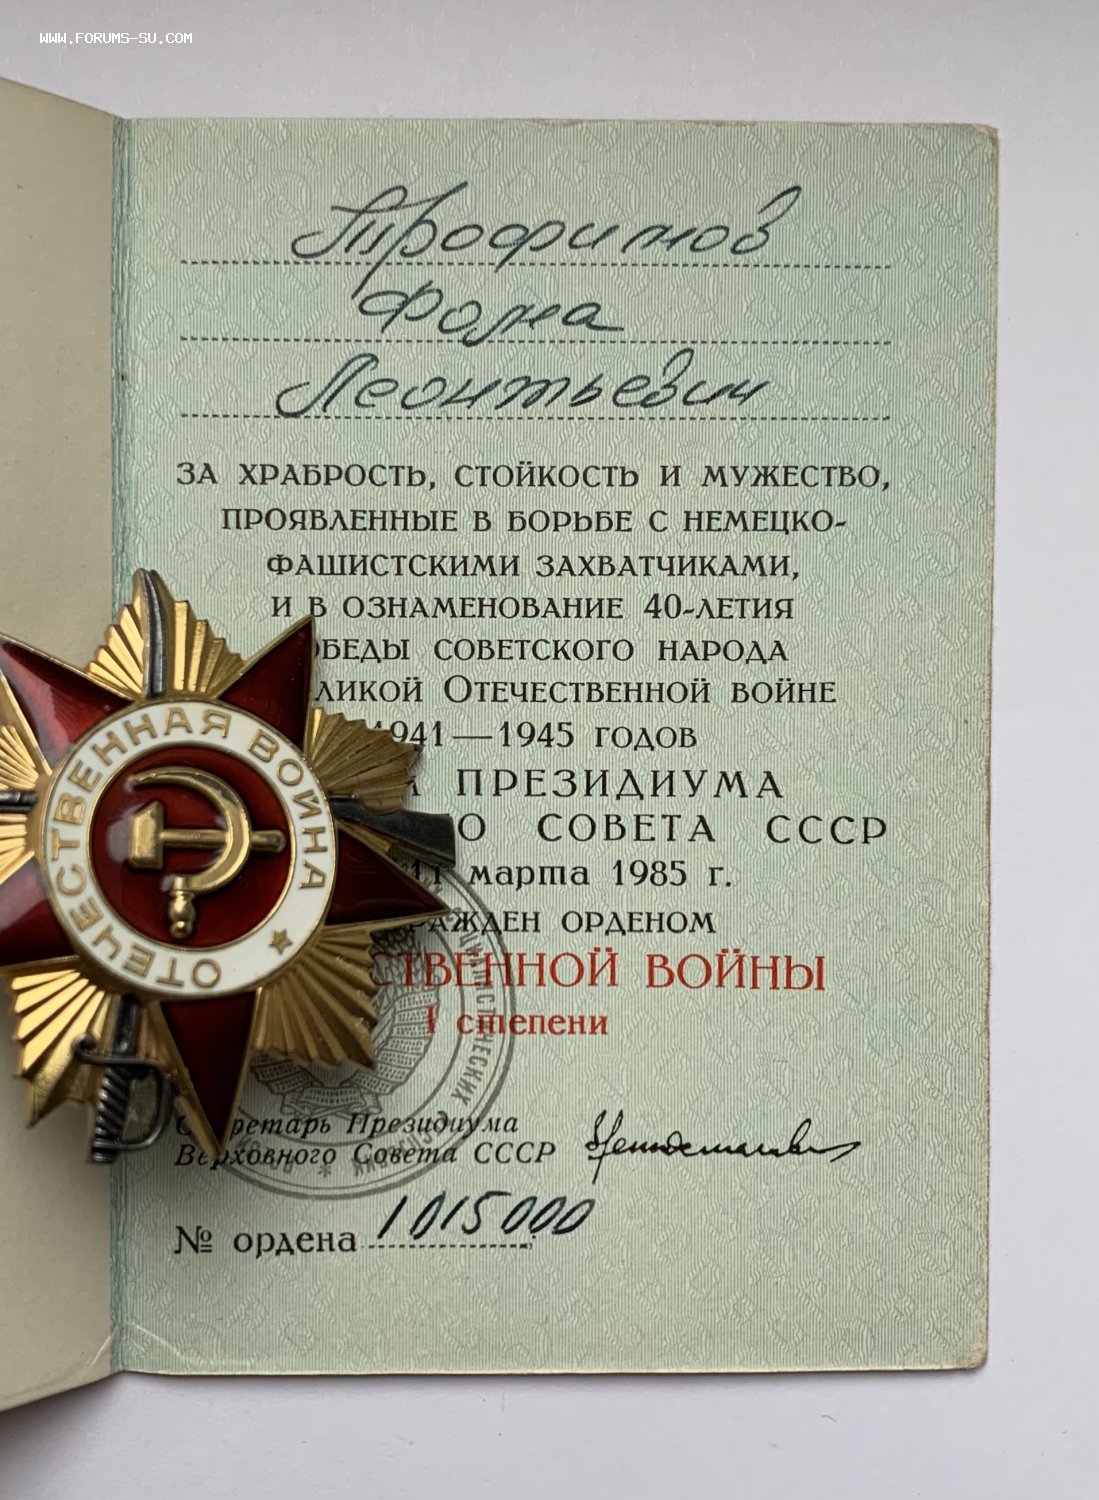 WWW.FORUMS-SU.COM
Трофимов
Фома
Леонтьевич
ЗА ХРАБРОСТЬ, СТОЙКОСТЬ И МУЖЕСТВО,
ПРОЯВЛЕННЫЕ В БОРЬБЕ С НЕМЕЦКО-
ФАШИСТСКИМИ ЗАХВАТЧИКАМИ,
И В ОЗНАМЕНОВАНИЕ 40-ЛЕТИЯ
ОБЕДЫ СОВЕТСКОГО НАРОДА
ЛИКОЙ ОТЕЧЕСТВЕННОЙ ВОЙНЕ
1941—1945 ГОДОВ
ПРЕЗИДИУМА
О СОВЕТА СССР
11 марта 1985 г.
РАЖДЕН ОРДЕНОМ
СТВЕННОЙ ВОЙНЫ
I степени
ОТЕЧЕСТВЕННАЯ ВОЙНА
Секретарь Президиума
Верховного Совета СССР
№ ордена 1015000